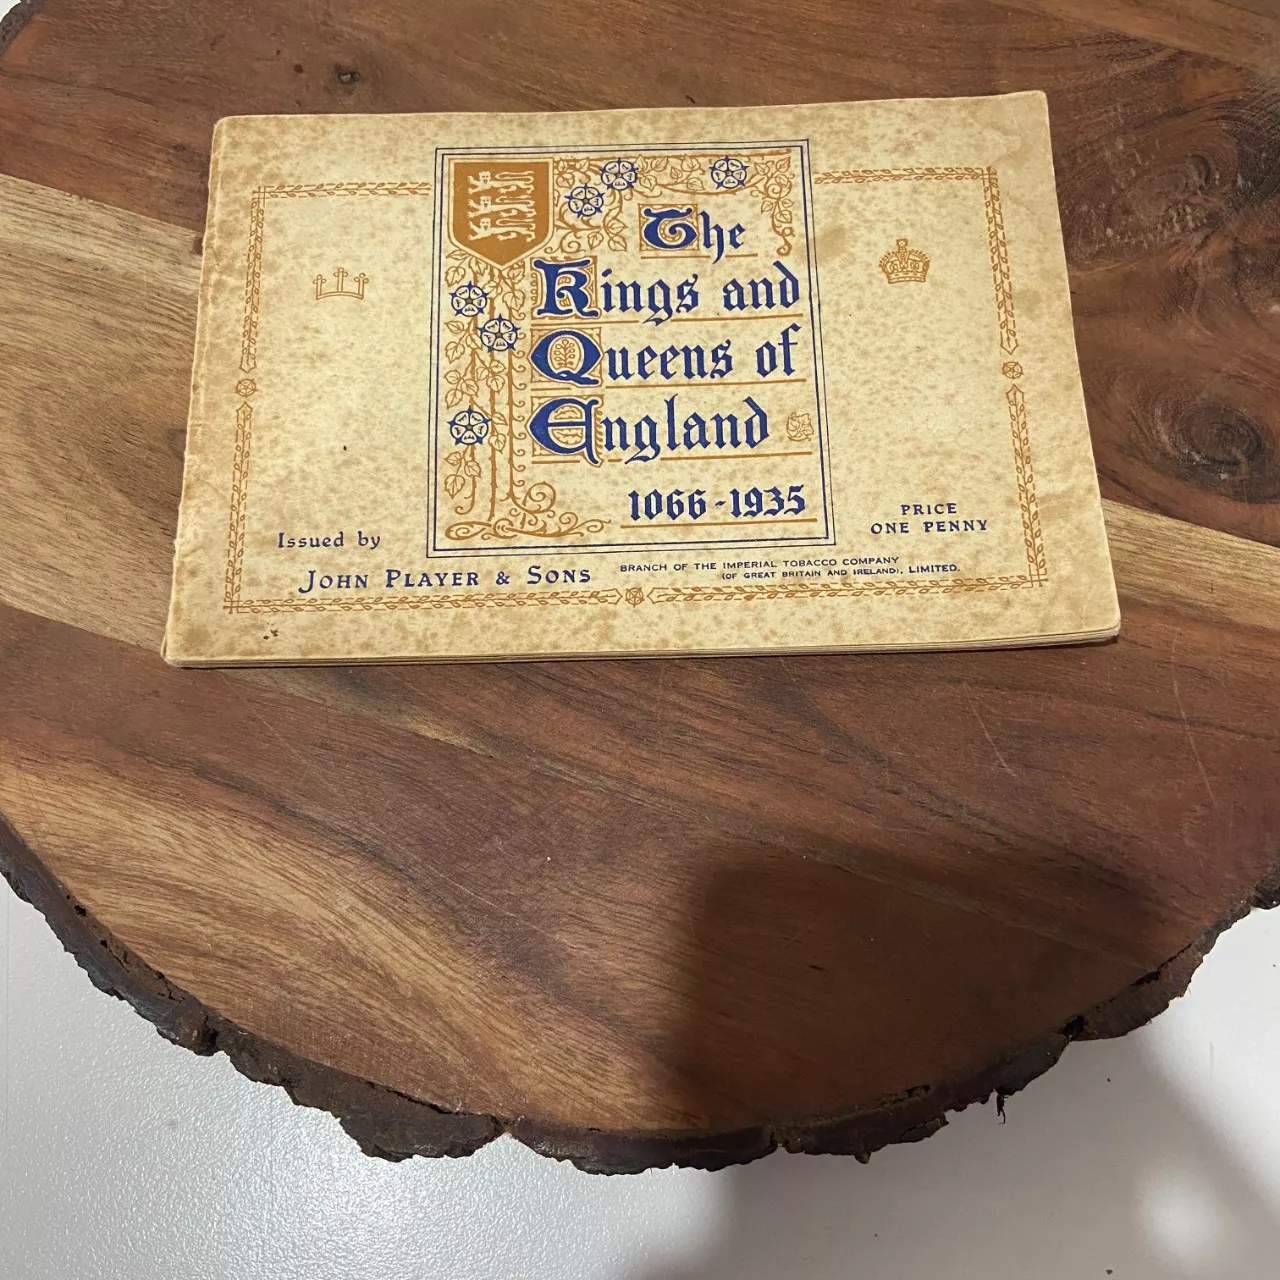 The
Kings and
Queens of
England
1066-1935
PRICE
ONE PENNY
Issued by
JOHN PLAYER & SONS
BRANCH OF THE IMPERIAL TOBACCO COMPANY
(OF GREAT BRITAIN AND IRELAND), LIMITED.